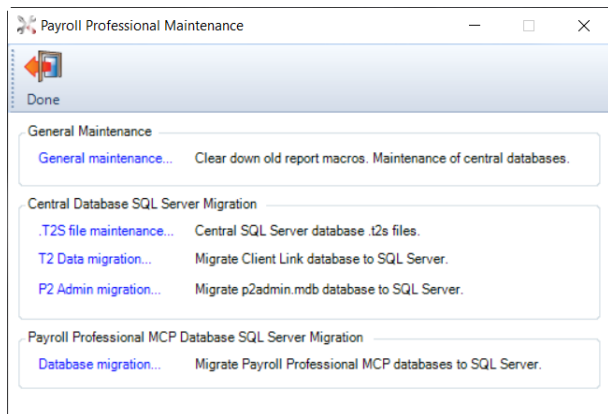 Payroll Professional Maintenance
Done
General Maintenance
General maintenance... Clear down old report macros. Maintenance of central databases.
Central Database SQL Server Migration
.T2S file maintenance... Central SQL Server database .t2s files.
T2 Data migration... Migrate Client Link database to SQL Server.
P2 Admin migration... Migrate p2admin.mdb database to SQL Server.
Payroll Professional MCP Database SQL Server Migration
Database migration... Migrate Payroll Professional MCP databases to SQL Server.